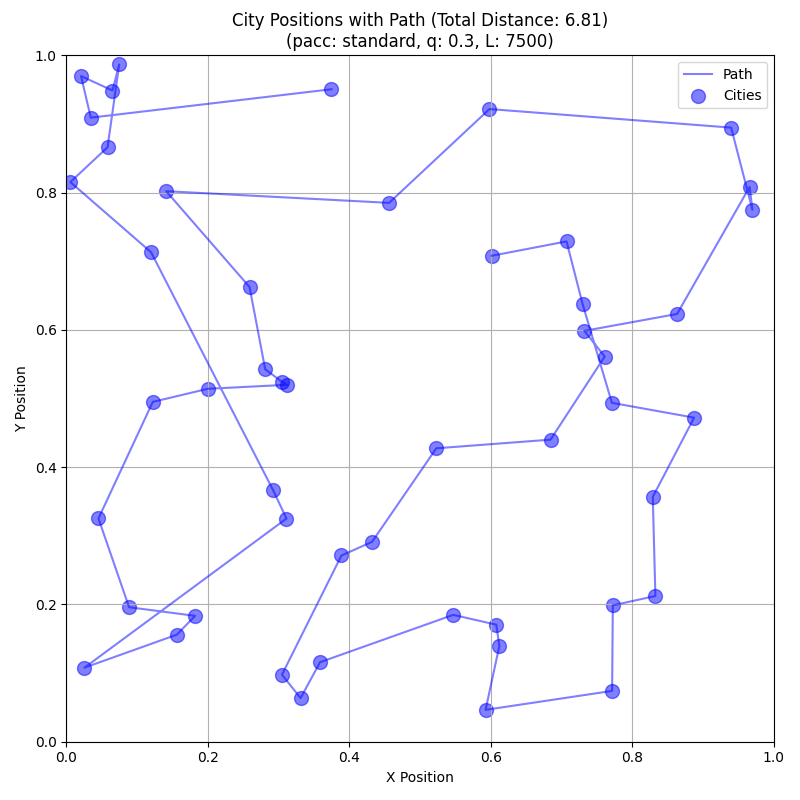 City Positions with Path (Total Distance: 6.81)
(pacc: standard, q: 0.3, L: 7500)
Path
Cities
1.0
0.8
0.6
0.4
0.2
0.0
Y Position
0.0 0.2 0.4 0.6 0.8 1.0
X Position